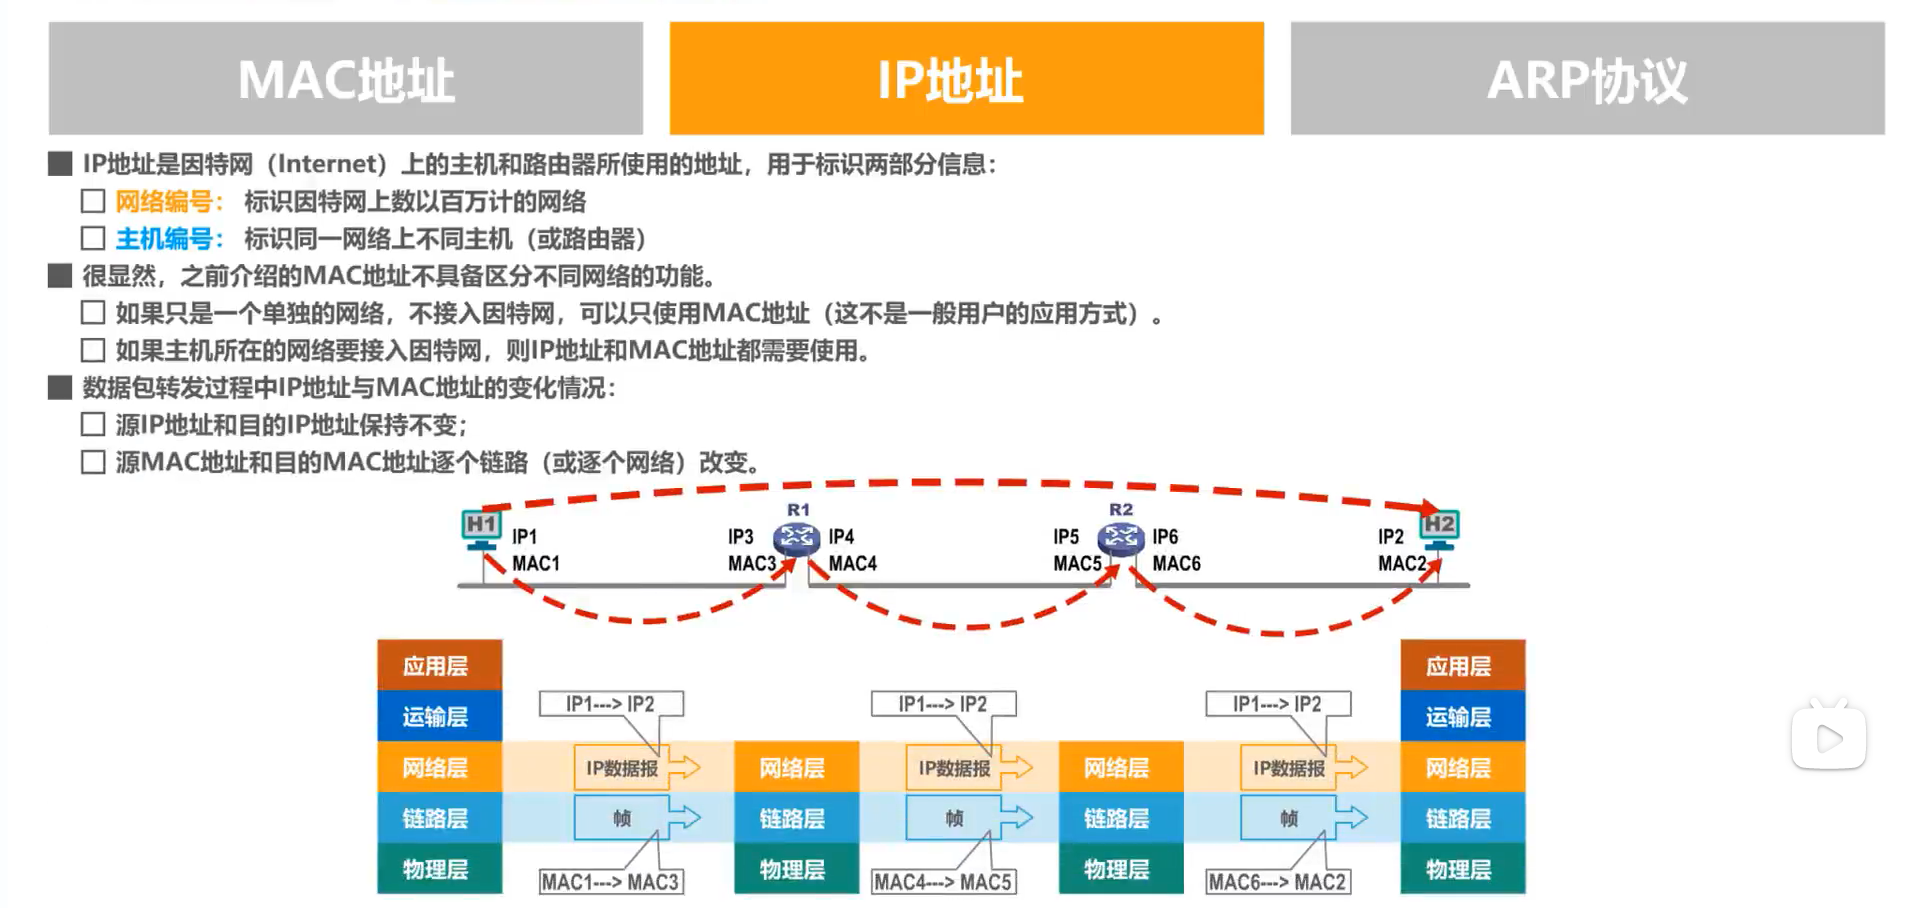 MAC地址
IP地址
ARP协议
IP地址是因特网（Internet）上的主机和路由器所使用的地址，用于标识两部分信息：
网络编号： 标识因特网上数以百万计的网络
主机编号： 标识同一网络上不同主机（或路由器）
很显然，之前介绍的MAC地址不具备区分不同网络的功能。
如果只是一个单独的网络，不接入因特网，可以只使用MAC地址（这不是一般用户的应用方式）。
如果主机所在的网络要接入因特网，则IP地址和MAC地址都需要使用。
数据包转发过程中IP地址与MAC地址的变化情况：
源IP地址和目的IP地址保持不变；
源MAC地址和目的MAC地址逐个链路（或逐个网络）改变。
R1
R2
H1
H2
IP1
IP3
IP4
IP5
IP6
IP2
MAC1
MAC3
MAC4
MAC5
MAC6
MAC2
应用层
应用层
运输层
IP1---> IP2
IP1---> IP2
IP1---> IP2
运输层
网络层
IP数据报
网络层
IP数据报
网络层
IP数据报
网络层
链路层
帧
链路层
帧
链路层
帧
链路层
物理层
MAC1---> MAC3
物理层
MAC4---> MAC5
物理层
MAC6---> MAC2
物理层